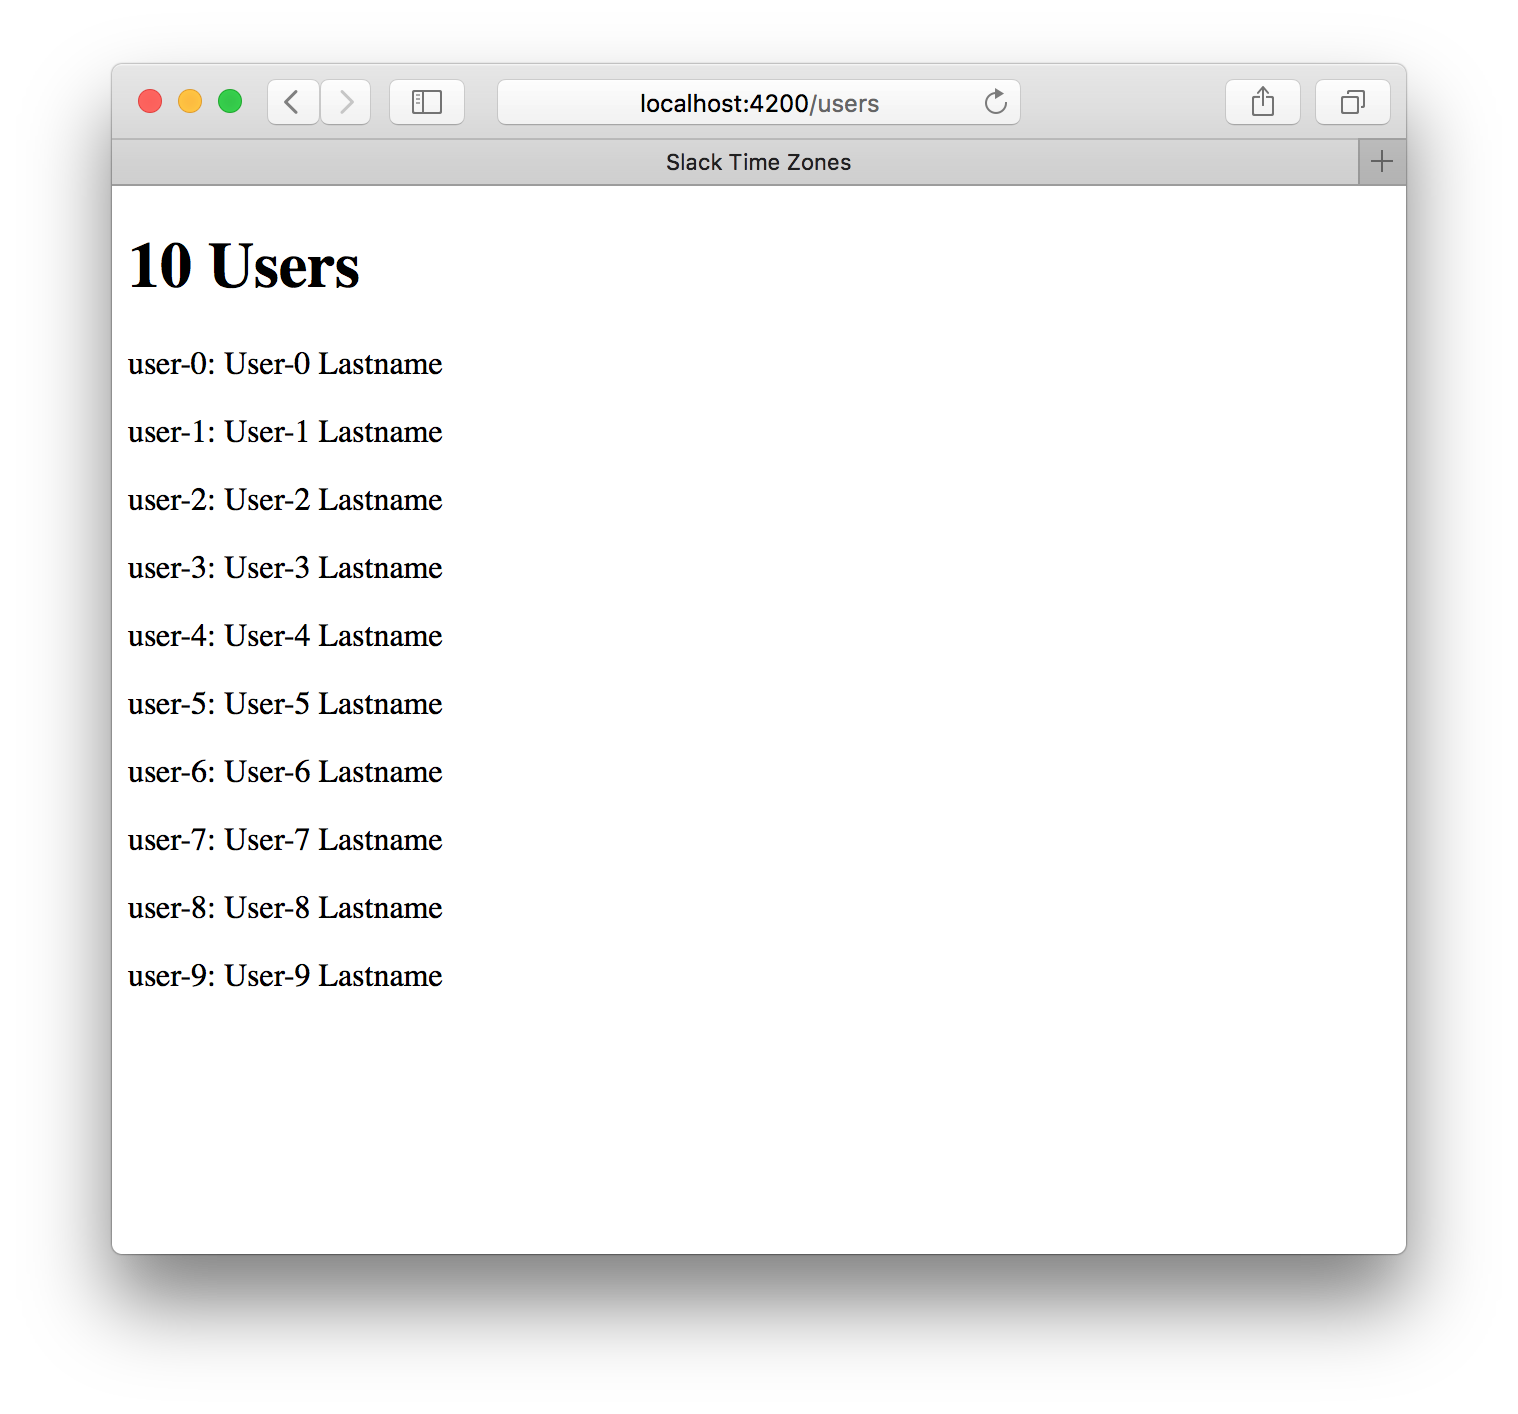 localhost:4200/users
Slack Time Zones
10 Users
user-0: User-0 Lastname
user-1: User-1 Lastname
user-2: User-2 Lastname
user-3: User-3 Lastname
user-4: User-4 Lastname
user-5: User-5 Lastname
user-6: User-6 Lastname
user-7: User-7 Lastname
user-8: User-8 Lastname
user-9: User-9 Lastname